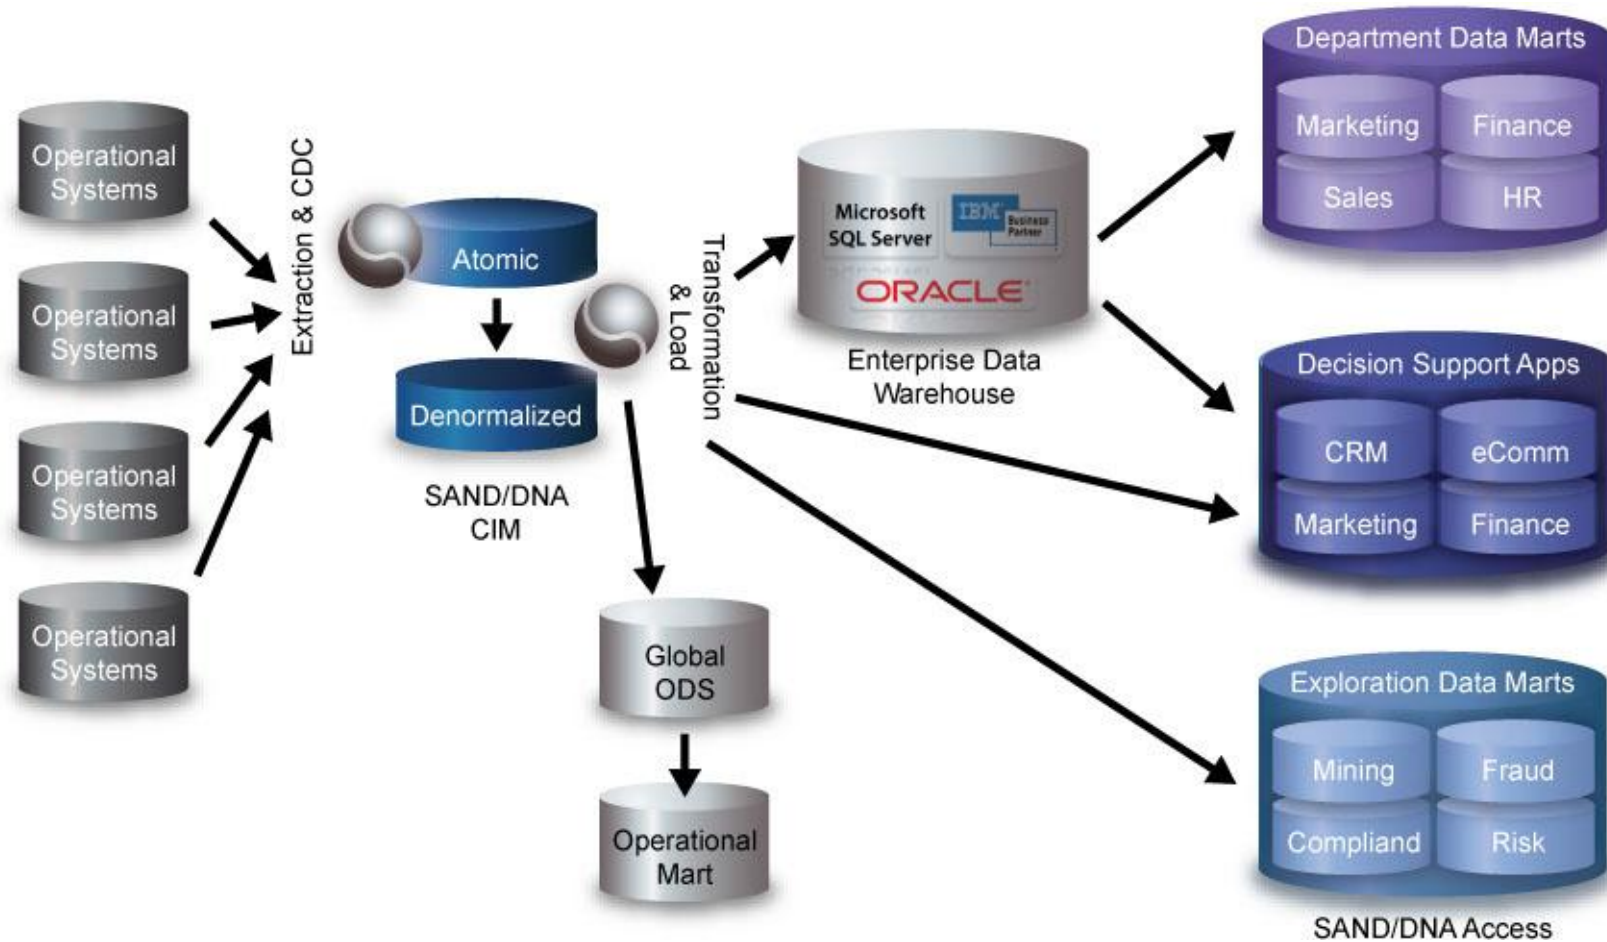 Operational
Systems
Operational
Systems
Operational
Systems
Operational
Systems
Extraction & CDC
Atomic
Denormalized
SAND/DNA
CIM
Transformation
& Load
Global
ODS
Operational
Mart
Microsoft
SQL Server
IBM
Business
Partner
ORACLE
Enterprise Data
Warehouse
Department Data Marts
Marketing
Finance
Sales
HR
Decision Support Apps
CRM
eComm
Marketing
Finance
Exploration Data Marts
Mining
Fraud
Compliand
Risk
SAND/DNA Access